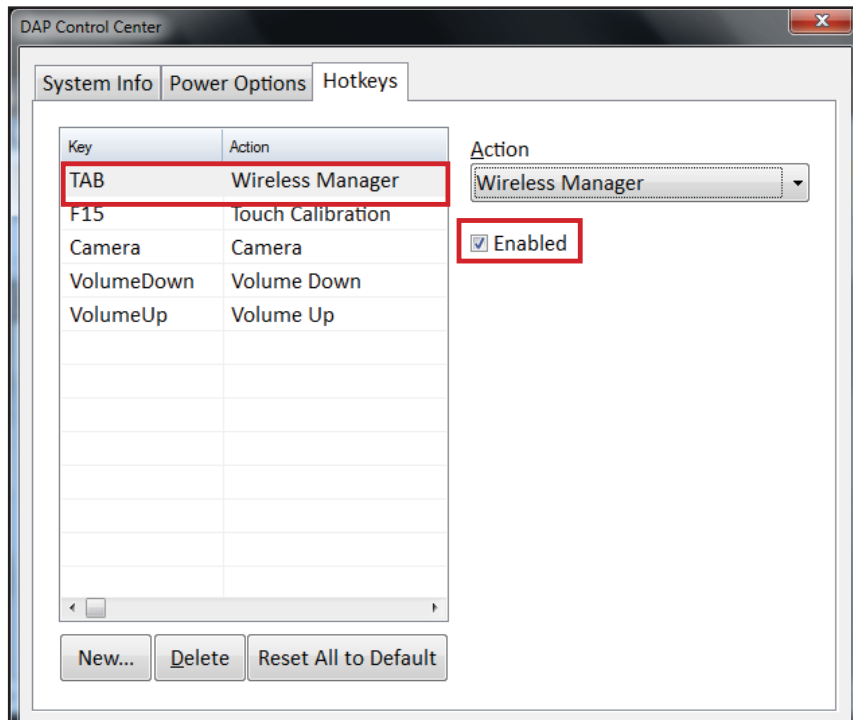 DAP Control Center
System Info Power Options Hotkeys
Key Action
TAB Wireless Manager
F15 Touch Calibration
Camera Camera
VolumeDown Volume Down
VolumeUp Volume Up
Action
Wireless Manager
Enabled
New... Delete Reset All to Default